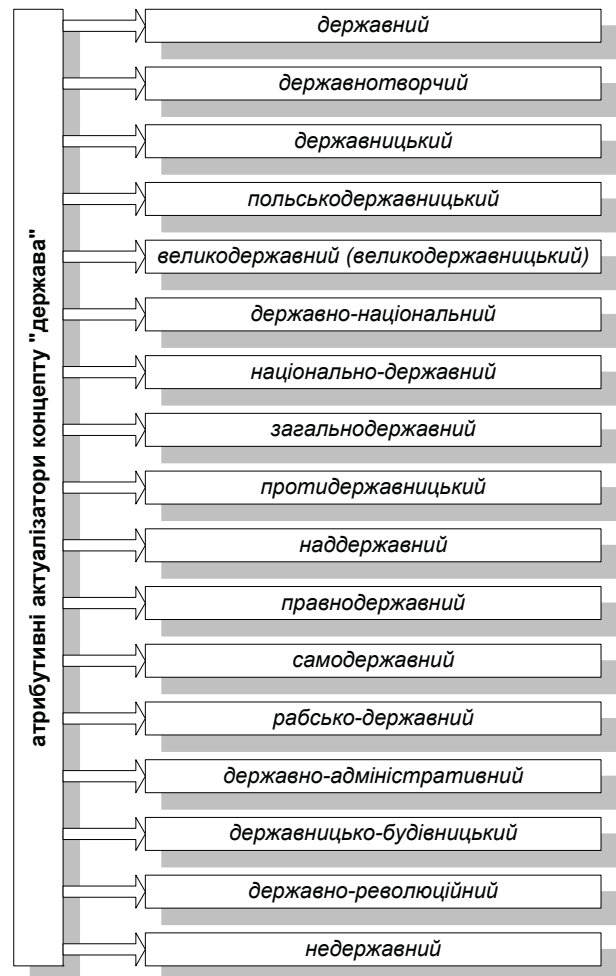 атрибутивні актуалізатори концепту "держава"
державний
державнотворчий
державницький
польськодержавницький
великодержавний (великодержавницький)
державно-національний
національно-державний
загальнодержавний
протидержавницький
наддержавний
правнодержавний
самодержавний
рабсько-державний
державно-адміністративний
державницько-будівницький
державно-революційний
недержавний